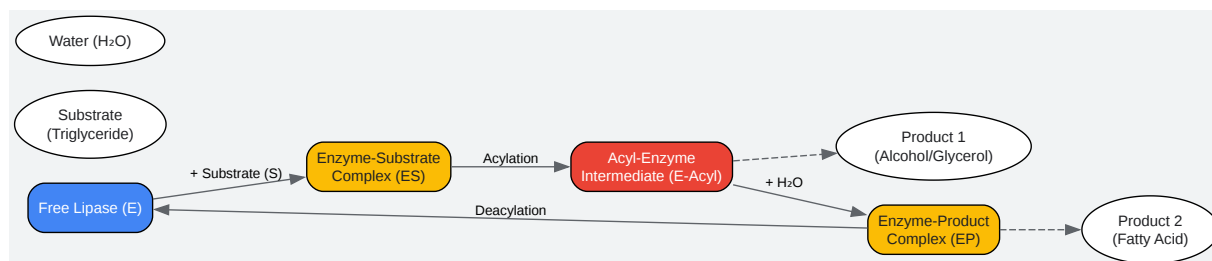 Water (H₂O)
Substrate
(Triglyceride)
Free Lipase (E)
+ Substrate (S)
Enzyme-Substrate
Complex (ES)
Acylation
Acyl-Enzyme
Intermediate (E-Acyl)
Product 1
(Alcohol/Glycerol)
+ H₂O
Deacylation
Enzyme-Product
Complex (EP)
Product 2
(Fatty Acid)